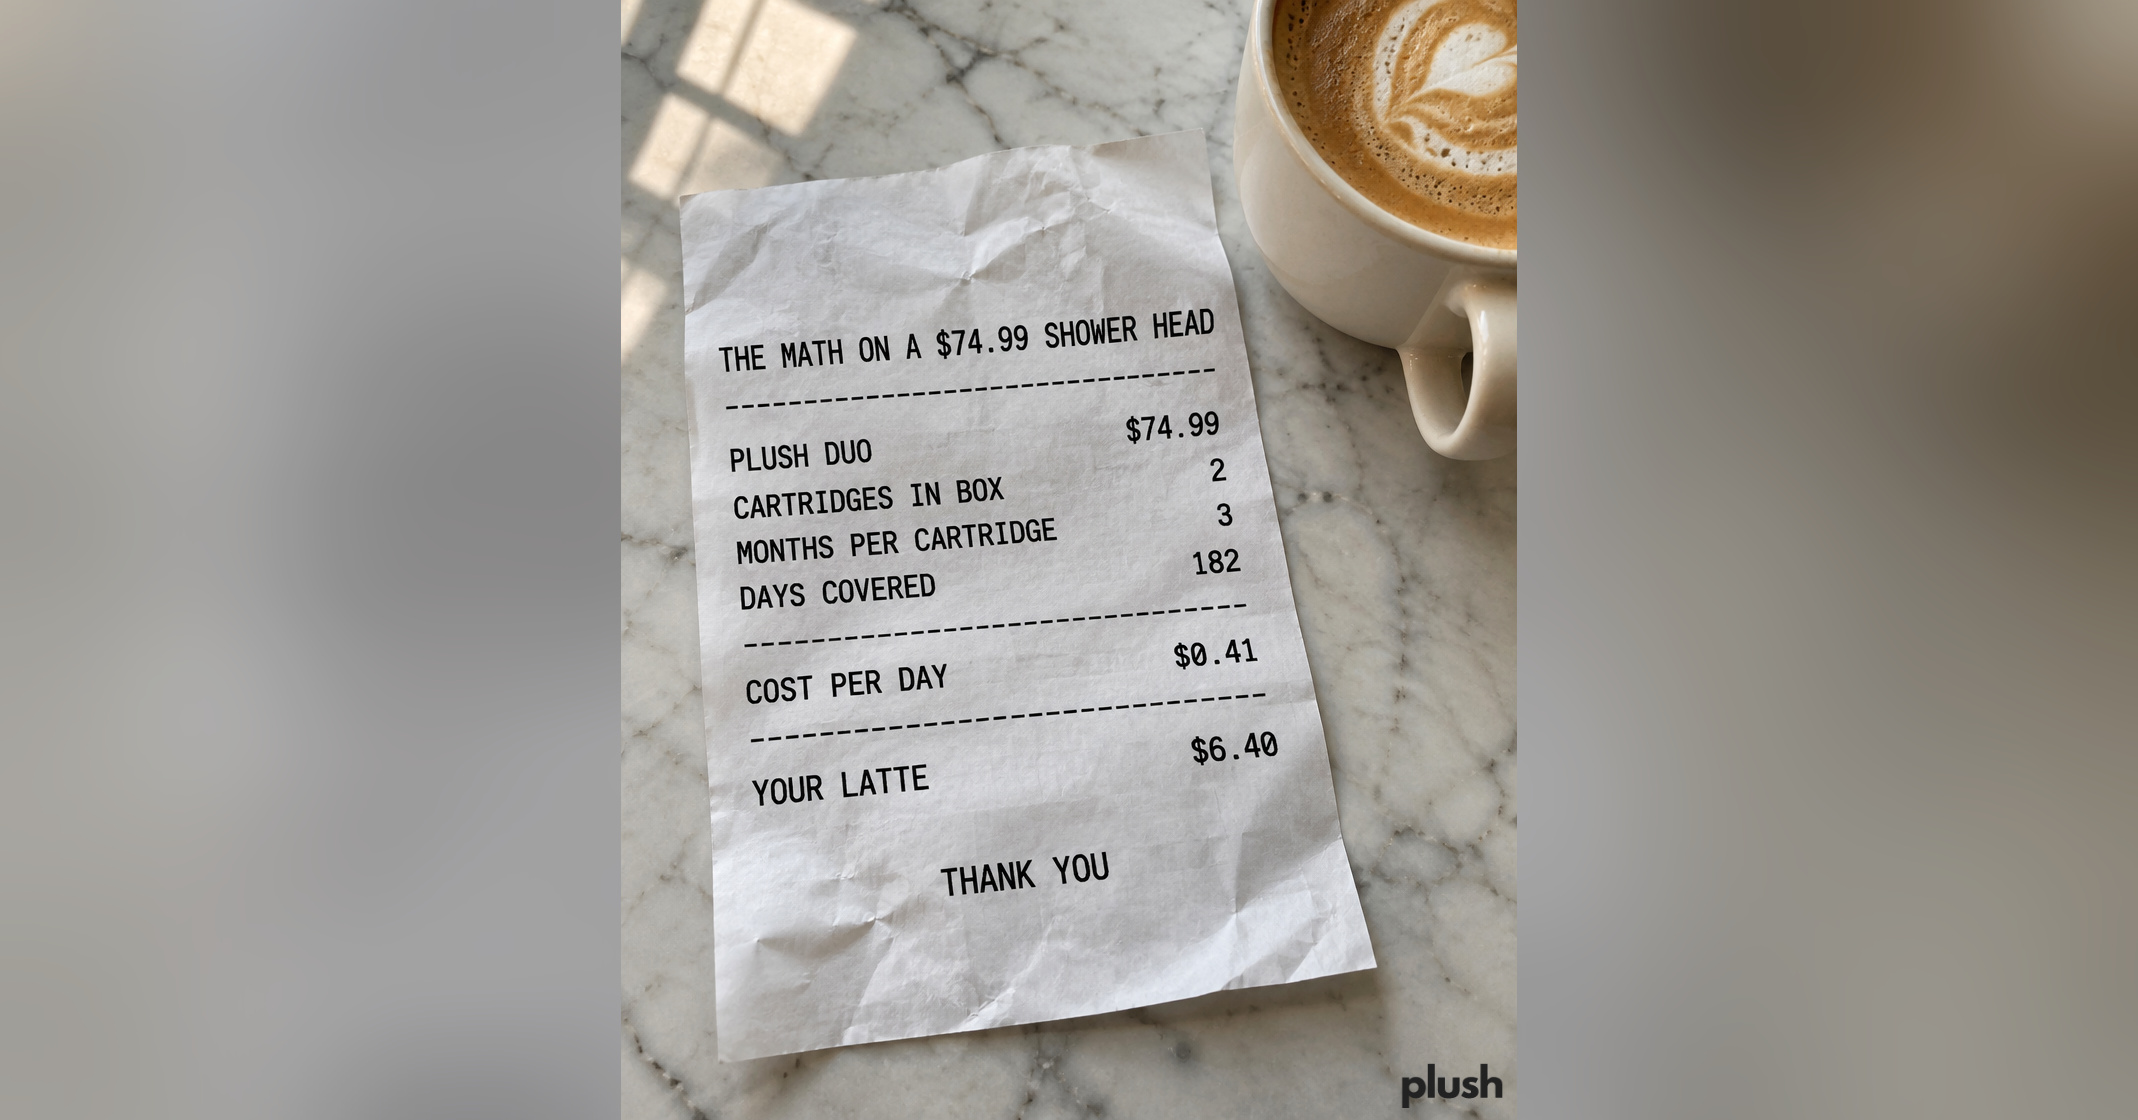 THE MATH ON A $74.99 SHOWER HEAD
--------------------------------
PLUSH DUO $74.99
CARTRIDGES IN BOX 2
MONTHS PER CARTRIDGE 3
DAYS COVERED 182
--------------------------------
COST PER DAY $0.41
--------------------------------
YOUR LATTE $6.40
THANK YOU
plush